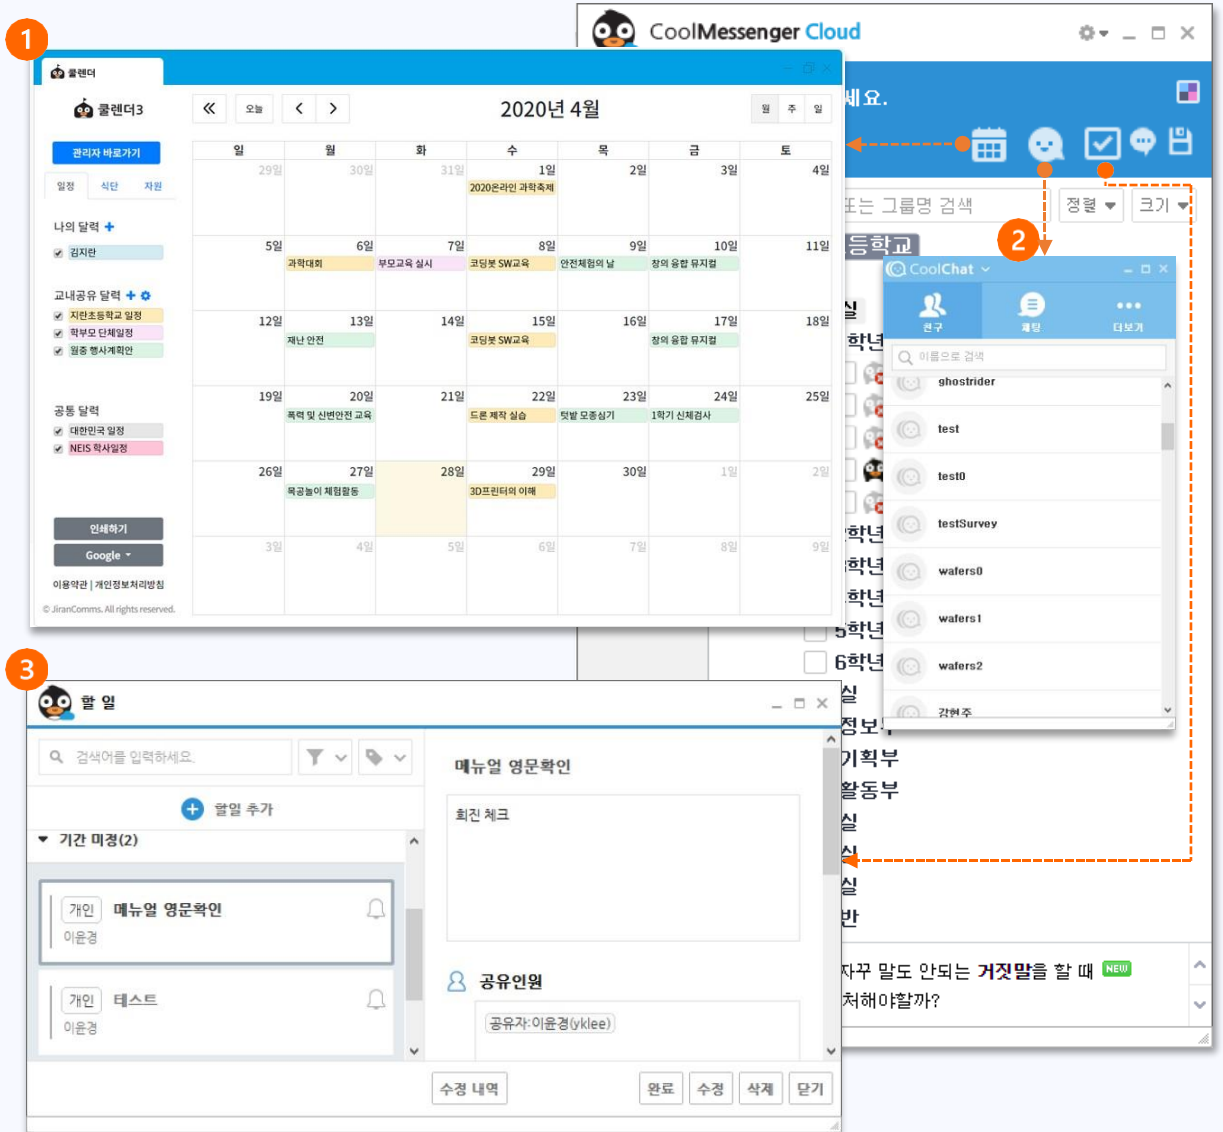 CoolMessenger Cloud
1
쿨렌더
세요.
쿨렌더3
오늘
2020년 4월
월 주 일
관리자 바로가기
일정 식단 자원
나의 달력
김지란
교내공유 달력
지란초등학교 일정
학부모 단체일정
월중 행사계획안
공통 달력
대한민국 일정
NEIS 학사일정
인쇄하기
Google
이용약관 | 개인정보처리방침
© JiranComms. All rights reserved.
일 월 화 수 목 금 토
29일 30일 31일 1일 2일 3일 4일
2020온라인 과학축제
5일 6일 7일 8일 9일 10일 11일
과학대회 부모교육 실시 코딩봇 SW교육 안전체험의 날 창의 융합 뮤지컬
12일 13일 14일 15일 16일 17일 18일
재난 안전 코딩봇 SW교육 창의 융합 뮤지컬
19일 20일 21일 22일 23일 24일 25일
폭력 및 신변안전 교육 드론 제작 실습 텃밭 모종심기 1학기 신체검사
26일 27일 28일 29일 30일 1일 2일
목공놀이 체험활동 3D프린터의 이해
3일 4일 5일 6일 7일 8일 9일
또는 그룹명 검색
정렬
크기
등학교
2
실
학년
학년
학년
학년
5학년
6학년
실
정보부
기획부
활동부
실
실
실
반
CoolChat
친구 채팅 더보기
이름으로 검색
ghostrider
test
test0
testSurvey
wafers0
wafers1
wafers2
강현주
자꾸 말도 안되는 거짓말을 할 때 NEW
처해야할까?
3
할 일
검색어를 입력하세요.
할일 추가
기간 미정(2)
개인 메뉴얼 영문확인
이윤경
개인 테스트
이윤경
메뉴얼 영문확인
희진 체크
공유인원
공유자:이윤경(yklee)
수정 내역
완료 수정 삭제 닫기